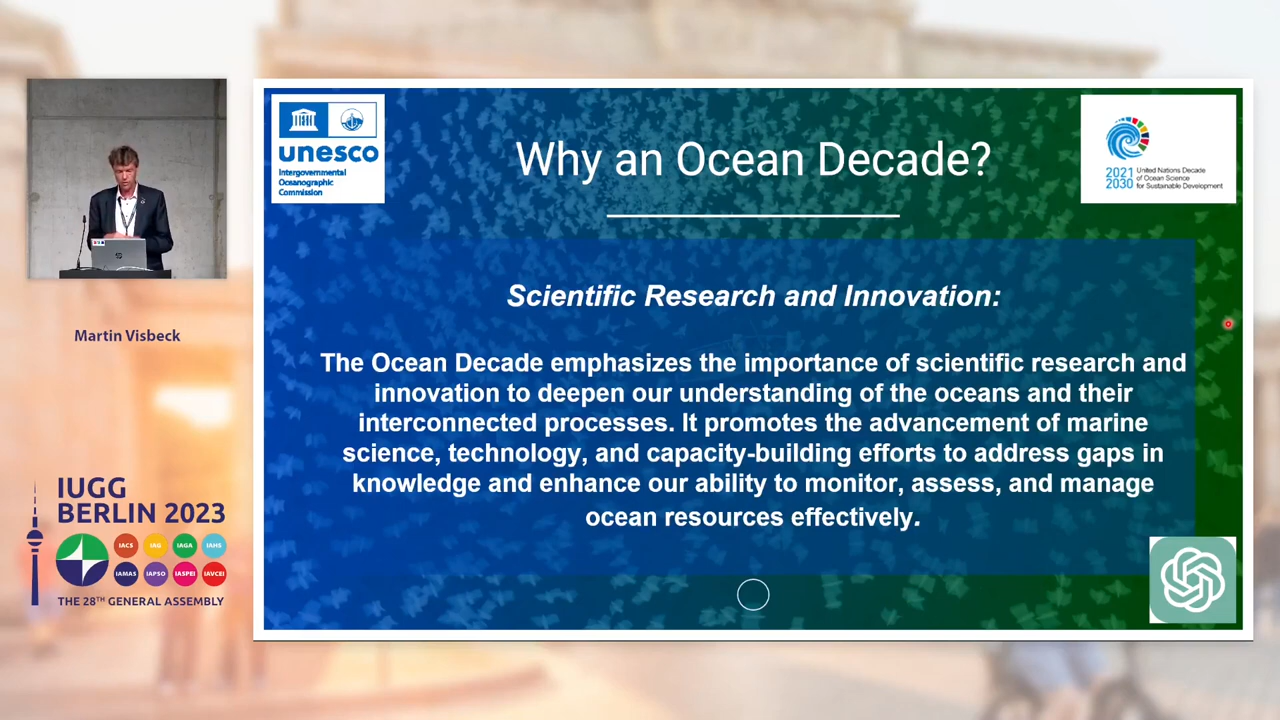 unesco
Intergovernmental
Oceanographic
Commission
Why an Ocean Decade?
2021
2030
United Nations Decade
of Ocean Science
for Sustainable Development
Martin Visbeck
Scientific Research and Innovation:
The Ocean Decade emphasizes the importance of scientific research and
innovation to deepen our understanding of the oceans and their
interconnected processes. It promotes the advancement of marine
science, technology, and capacity-building efforts to address gaps in
knowledge and enhance our ability to monitor, assess, and manage
ocean resources effectively.
IUGG
BERLIN 2023
IACS IAG IAGA IAHS
IAMAS IAPSO IASPEI IAVCEI
THE 28TH GENERAL ASSEMBLY